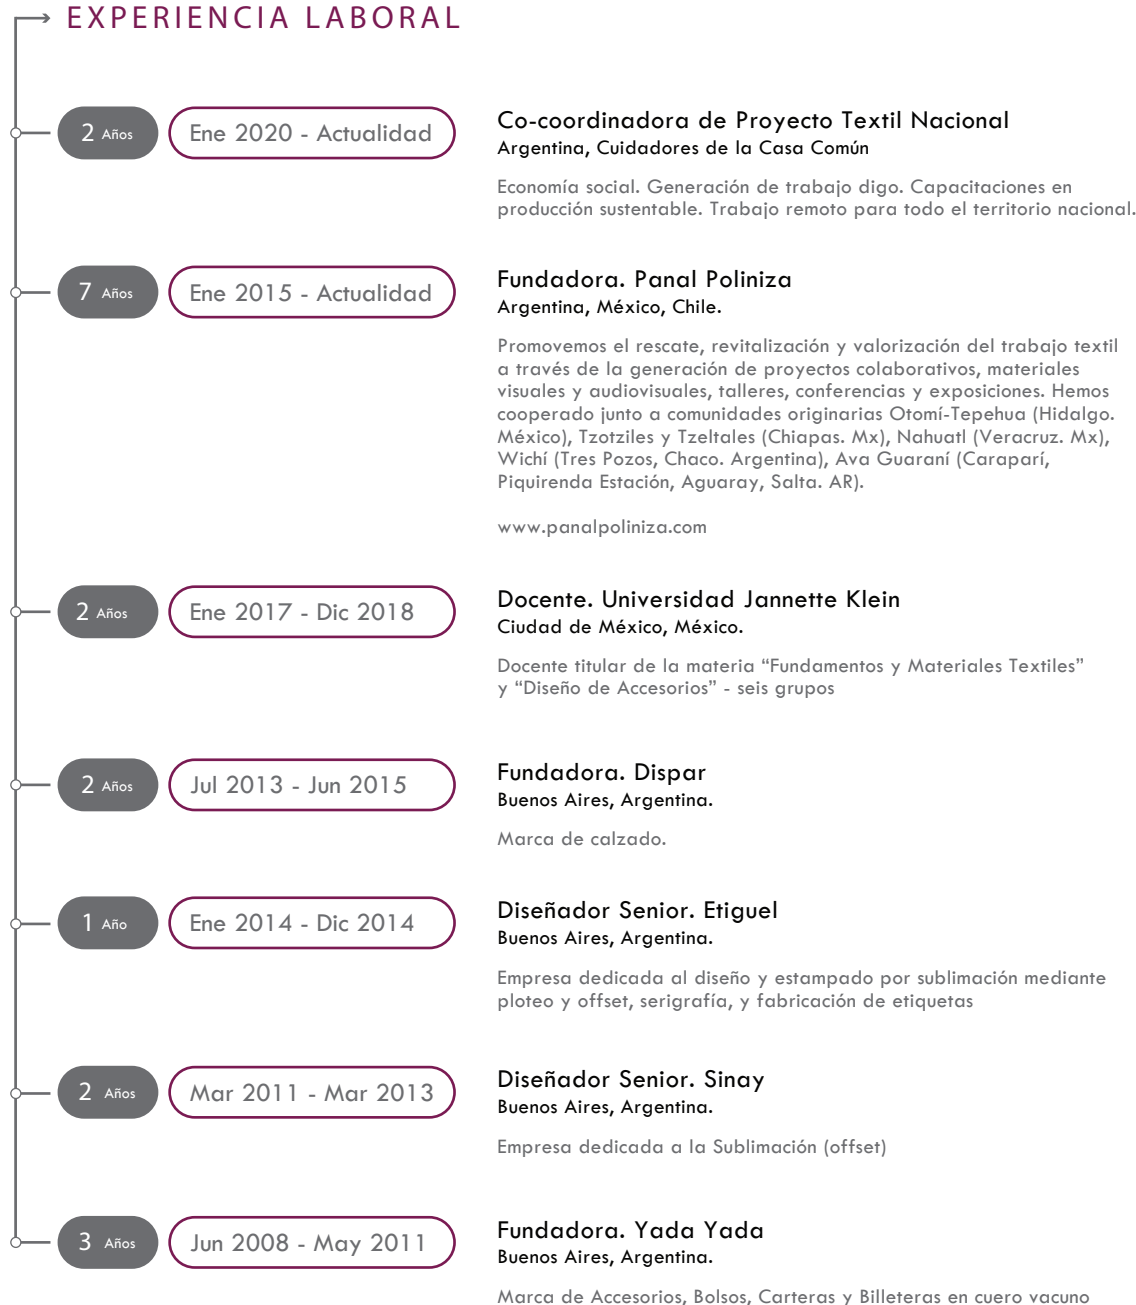 EXPERIENCIA LABORAL
2 Años
Ene 2020 - Actualidad
Co-coordinadora de Proyecto Textil Nacional
Argentina, Cuidadores de la Casa Común
Economía social. Generación de trabajo digo. Capacitaciones en
producción sustentable. Trabajo remoto para todo el territorio nacional.
7 Años
Ene 2015 - Actualidad
Fundadora. Panal Poliniza
Argentina, México, Chile.
Promovemos el rescate, revitalización y valorización del trabajo textil
a través de la generación de proyectos colaborativos, materiales
visuales y audiovisuales, talleres, conferencias y exposiciones. Hemos
cooperado junto a comunidades originarias Otomí-Tepehua (Hidalgo.
México), Tzotziles y Tzeltales (Chiapas. Mx), Nahuatl (Veracruz. Mx),
Wichí (Tres Pozos, Chaco. Argentina), Ava Guaraní (Caraparí,
Piquirenda Estación, Aguaray, Salta. AR).
www.panalpoliniza.com
2 Años
Ene 2017 - Dic 2018
Docente. Universidad Jannette Klein
Ciudad de México, México.
Docente titular de la materia “Fundamentos y Materiales Textiles”
y “Diseño de Accesorios” - seis grupos
2 Años
Jul 2013 - Jun 2015
Fundadora. Dispar
Buenos Aires, Argentina.
Marca de calzado.
1 Año
Ene 2014 - Dic 2014
Diseñador Senior. Etiguel
Buenos Aires, Argentina.
Empresa dedicada al diseño y estampado por sublimación mediante
ploteo y offset, serigrafía, y fabricación de etiquetas
2 Años
Mar 2011 - Mar 2013
Diseñador Senior. Sinay
Buenos Aires, Argentina.
Empresa dedicada a la Sublimación (offset)
3 Años
Jun 2008 - May 2011
Fundadora. Yada Yada
Buenos Aires, Argentina.
Marca de Accesorios, Bolsos, Carteras y Billeteras en cuero vacuno